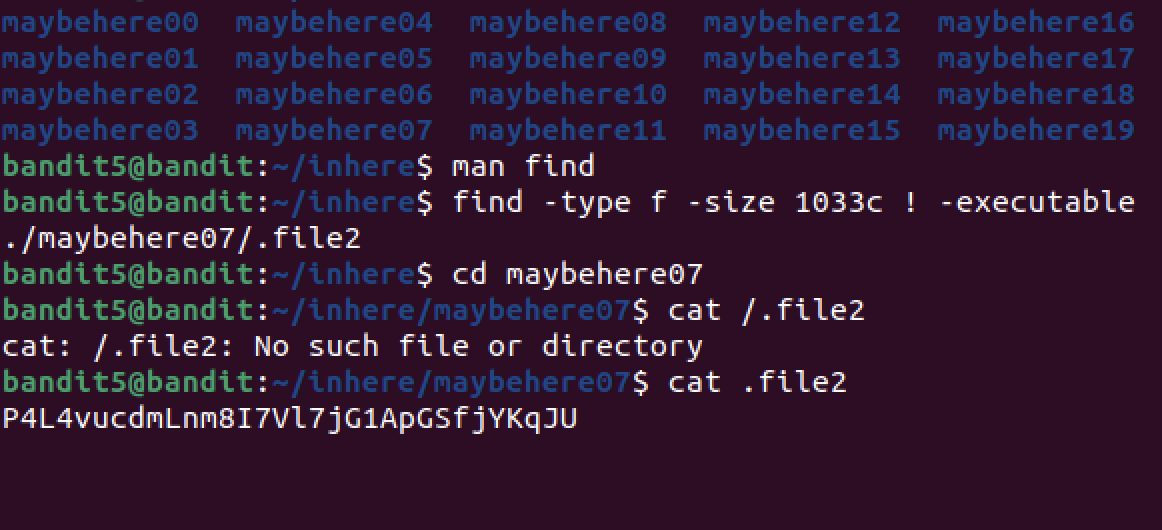 maybehere00  maybehere04  maybehere08  maybehere12  maybehere16
maybehere01  maybehere05  maybehere09  maybehere13  maybehere17
maybehere02  maybehere06  maybehere10  maybehere14  maybehere18
maybehere03  maybehere07  maybehere11  maybehere15  maybehere19
bandit5@bandit:~/inhere$ man find
bandit5@bandit:~/inhere$ find -type f -size 1033c ! -executable
./maybehere07/.file2
bandit5@bandit:~/inhere$ cd maybehere07
bandit5@bandit:~/inhere/maybehere07$ cat /.file2
cat: /.file2: No such file or directory
bandit5@bandit:~/inhere/maybehere07$ cat .file2
P4L4vucdmLnm8I7Vl7jG1ApGSfjYKqJU